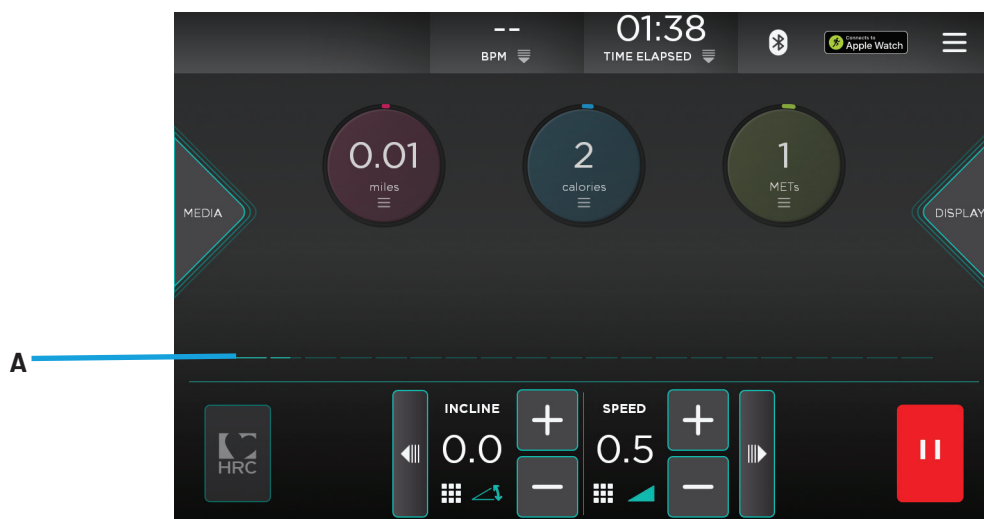 -- 01:38
BPM TIME ELAPSED
Connects to
Apple Watch
0.01 2 1
miles calories METs
MEDIA DISPLAY
A
INCLINE SPEED
0.0 0.5
HRC